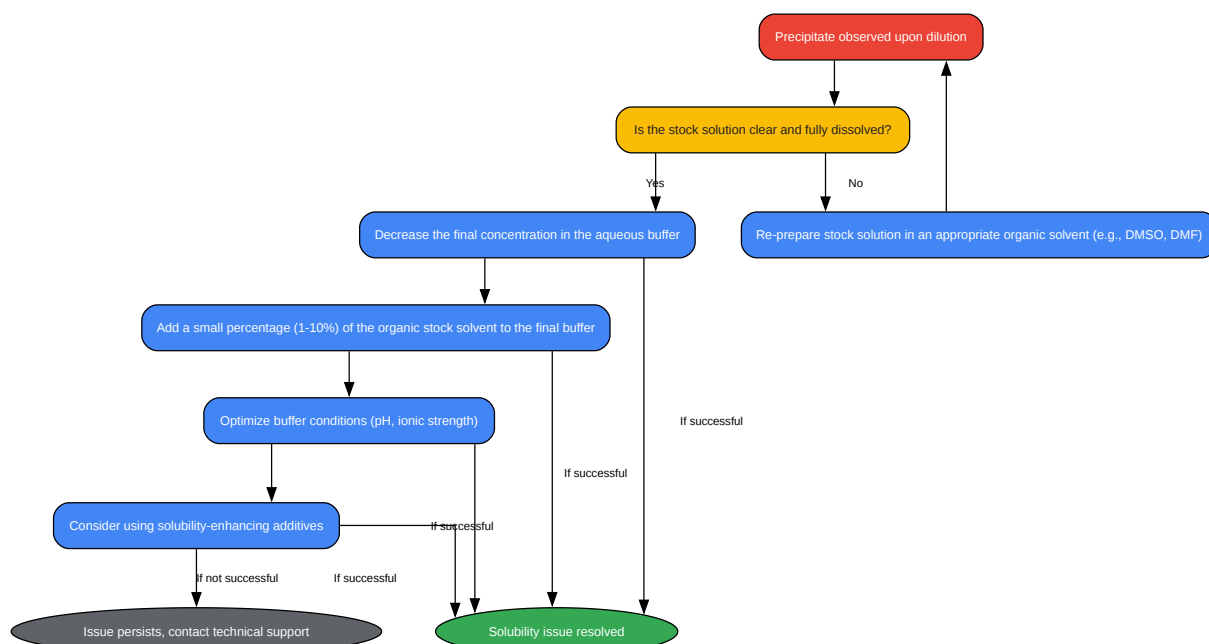 Precipitate observed upon dilution
Is the stock solution clear and fully dissolved?
Yes
No
Decrease the final concentration in the aqueous buffer
Re-prepare stock solution in an appropriate organic solvent (e.g., DMSO, DMF)
Add a small percentage (1-10%) of the organic stock solvent to the final buffer
Optimize buffer conditions (pH, ionic strength)
If successful
If successful
Consider using solubility-enhancing additives
If successful
If not successful
If successful
Issue persists, contact technical support
Solubility issue resolved